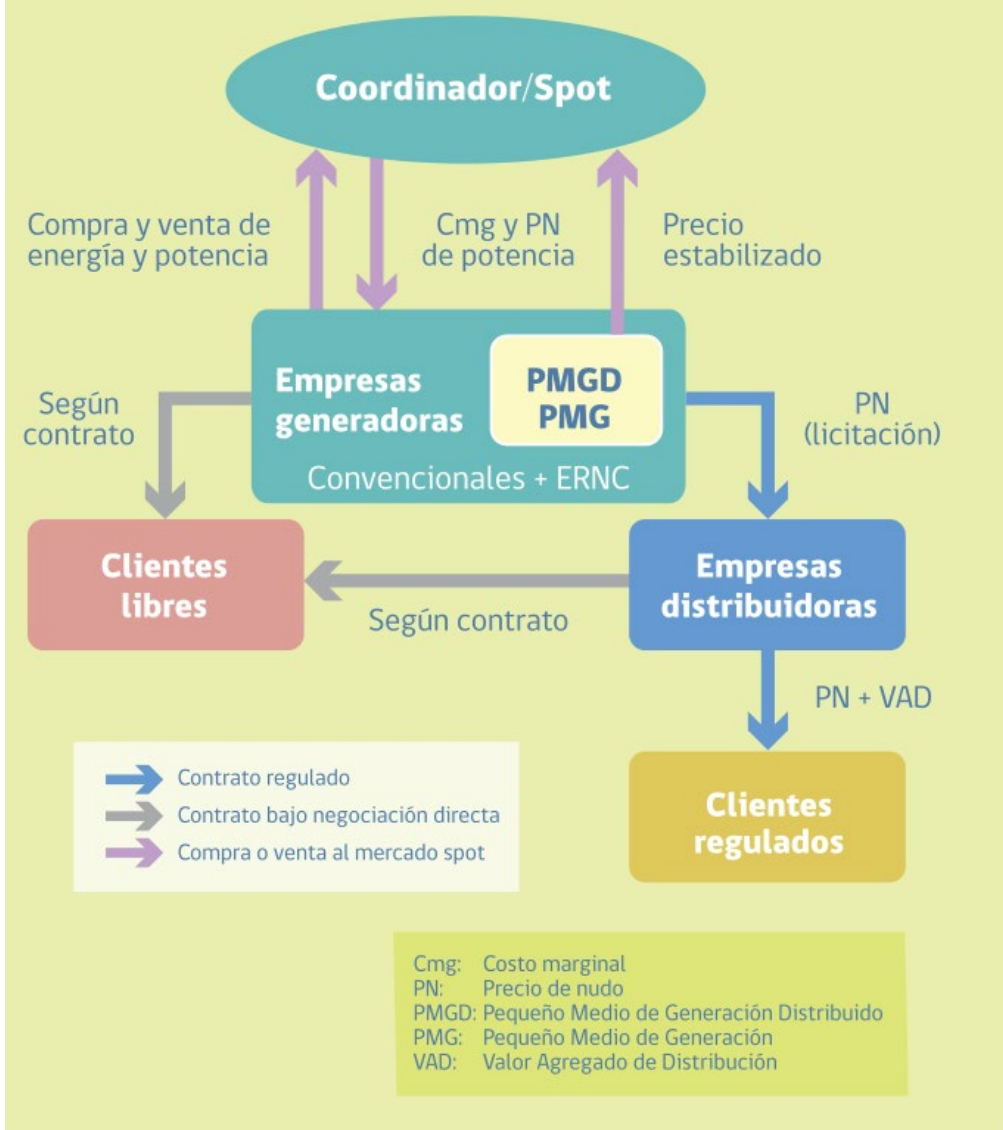 Coordinador/Spot
Compra y venta de
energía y potencia
Cmg y PN
de potencia
Precio
estabilizado
Empresas
generadoras
PMGD
PMG
Convencionales + ERNC
Según
contrato
PN
(licitación)
Clientes
libres
Según contrato
Empresas
distribuidoras
PN + VAD
Clientes
regulados
Contrato regulado
Contrato bajo negociación directa
Compra o venta al mercado spot
Cmg: Costo marginal
PN: Precio de nudo
PMGD: Pequeño Medio de Generación Distribuido
PMG: Pequeño Medio de Generación
VAD: Valor Agregado de Distribución